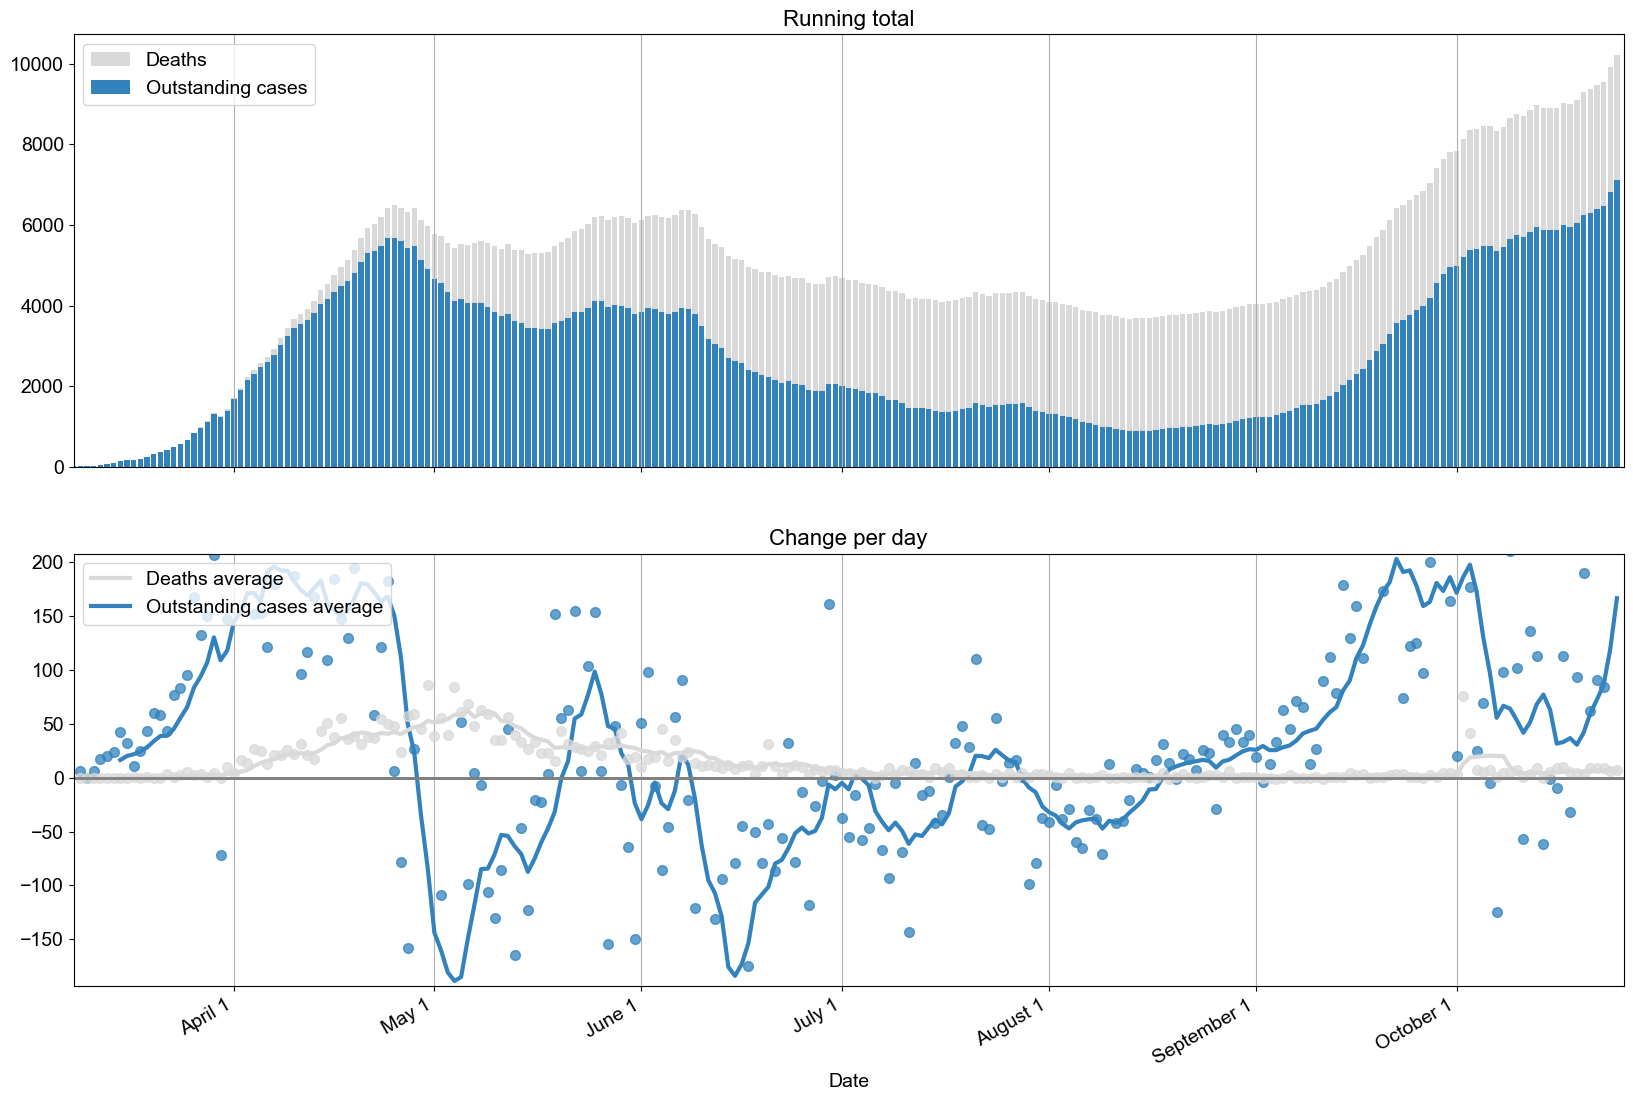 Running total
10000
8000
6000
4000
2000
0
Deaths
Outstanding cases
Change per day
200
150
100
50
0
−50
−100
−150
Deaths average
Outstanding cases average
April 1
May 1
June 1
July 1
August 1
September 1
October 1
Date